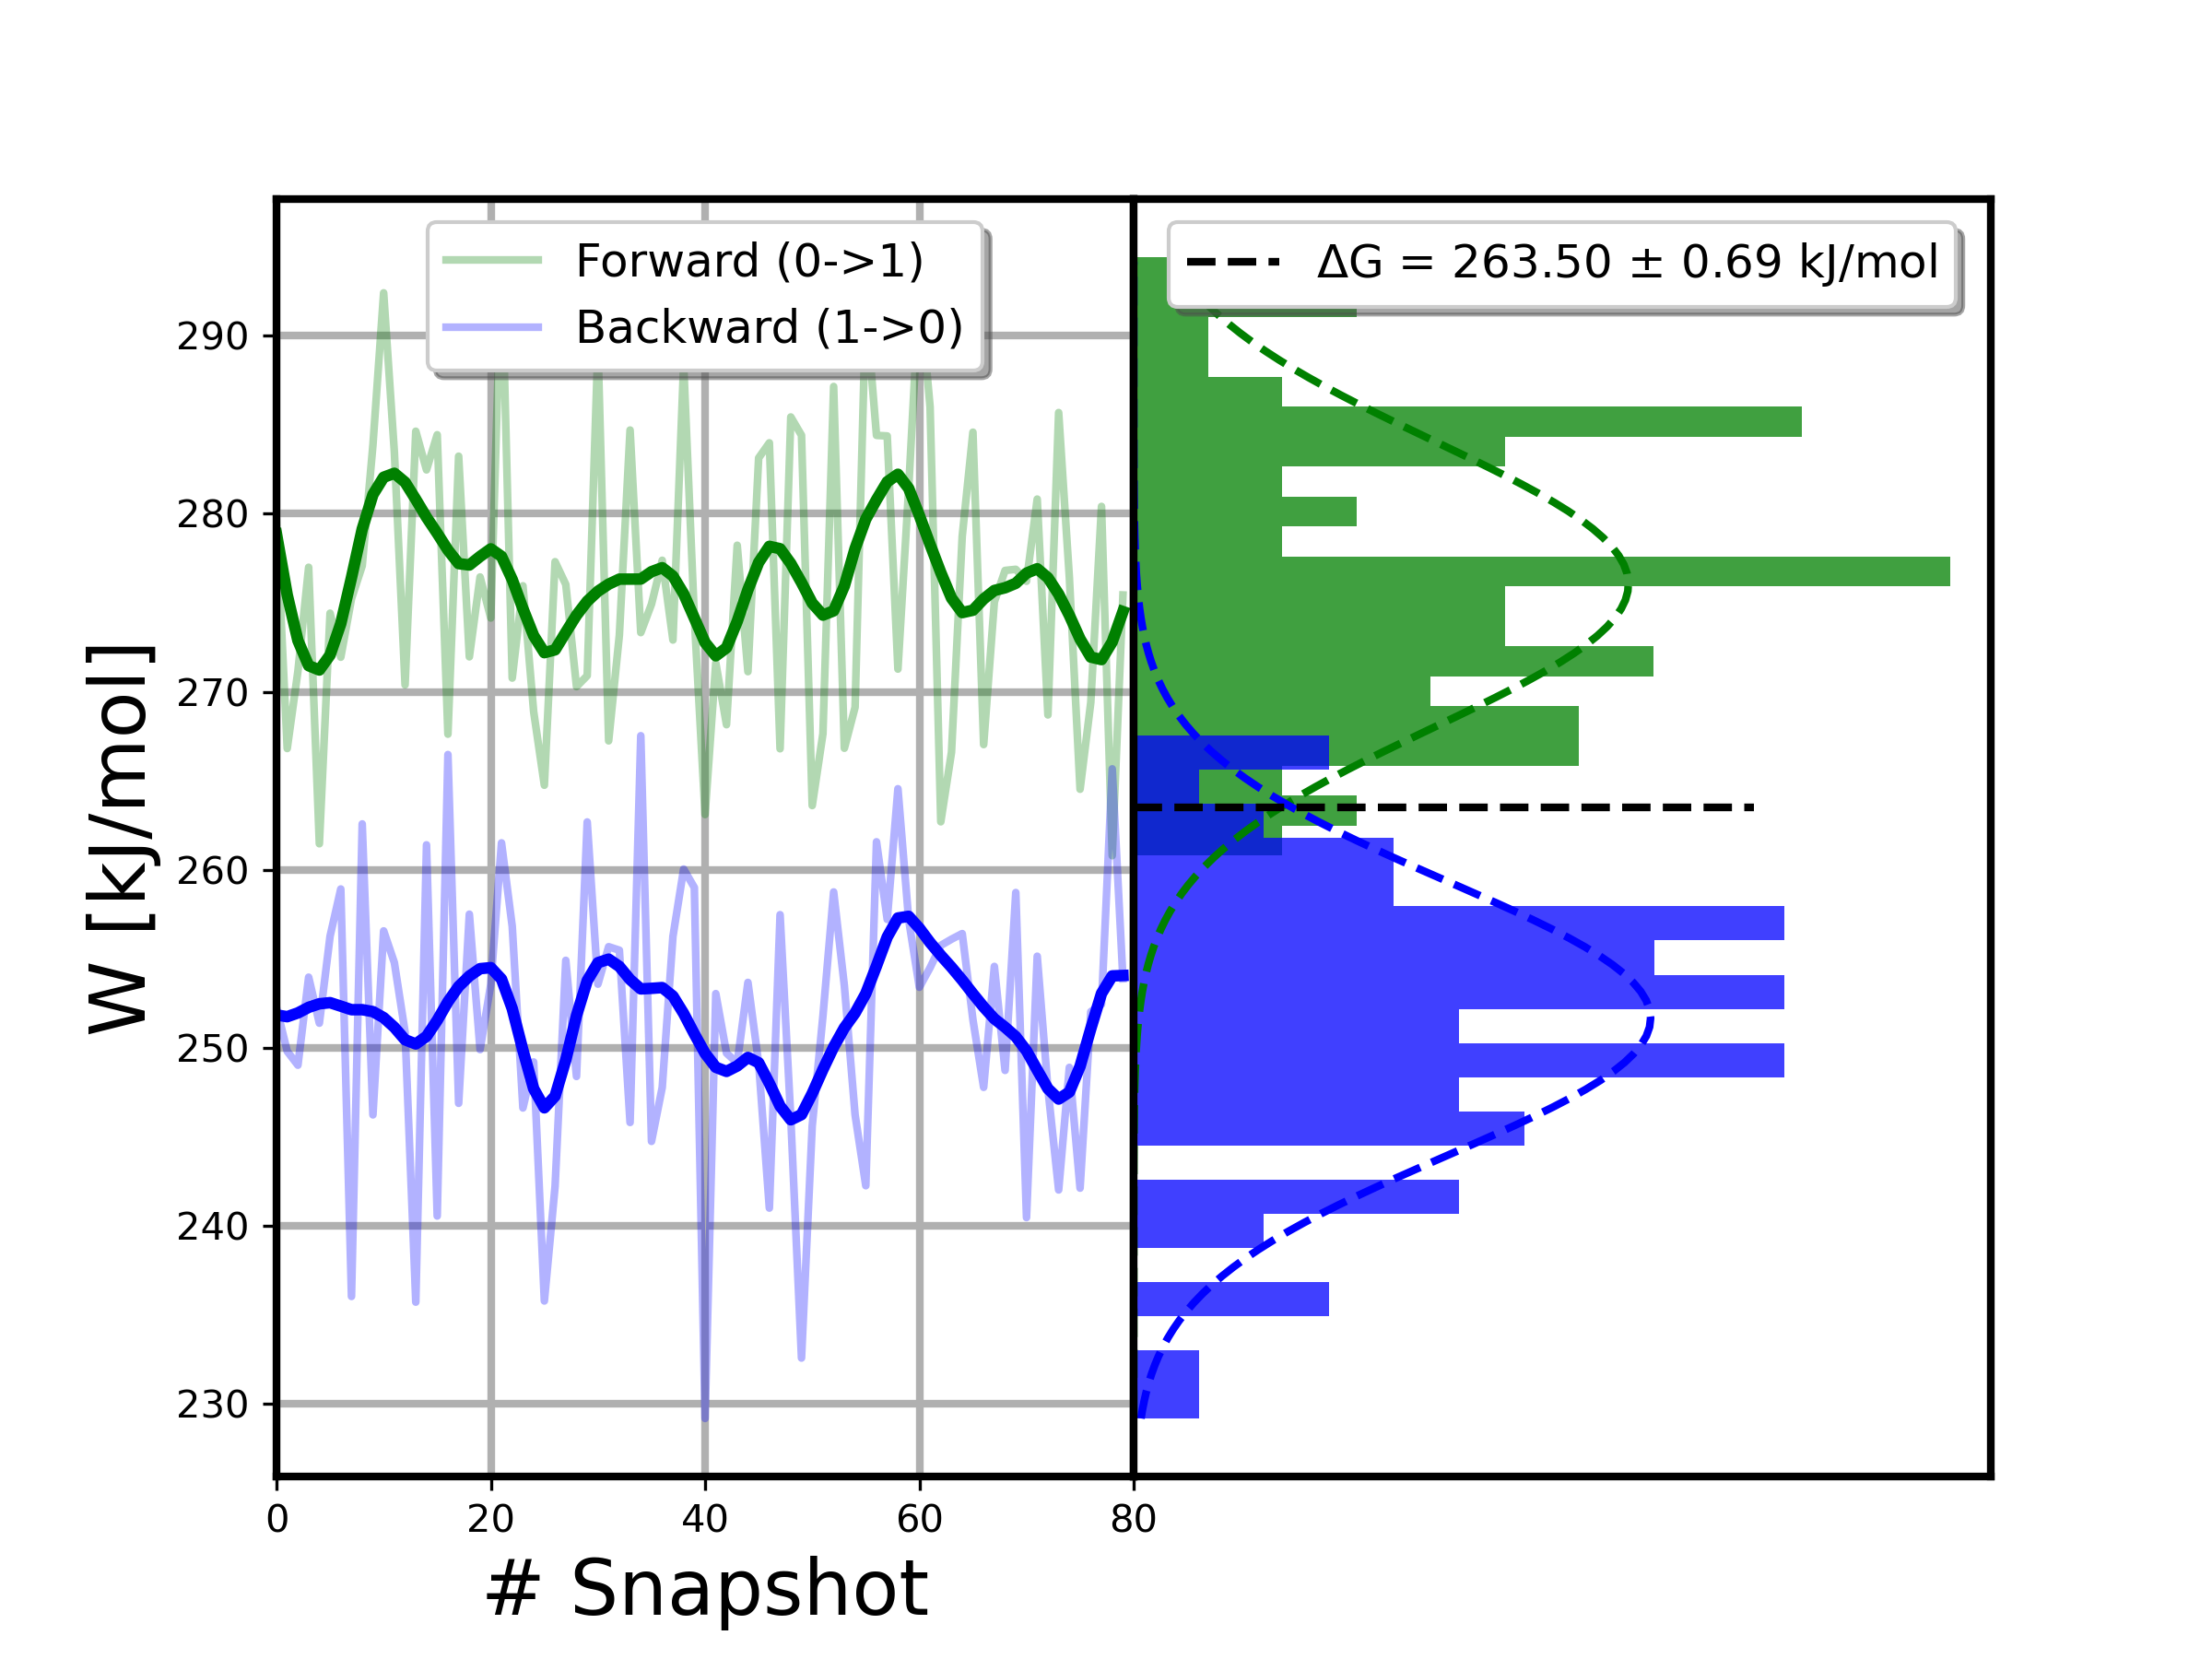 Forward (0->1)
Backward (1->0)
ΔG = 263.50 ± 0.69 kJ/mol
W [kJ/mol]
290
280
270
260
250
240
230
0 20 40 60 80
# Snapshot